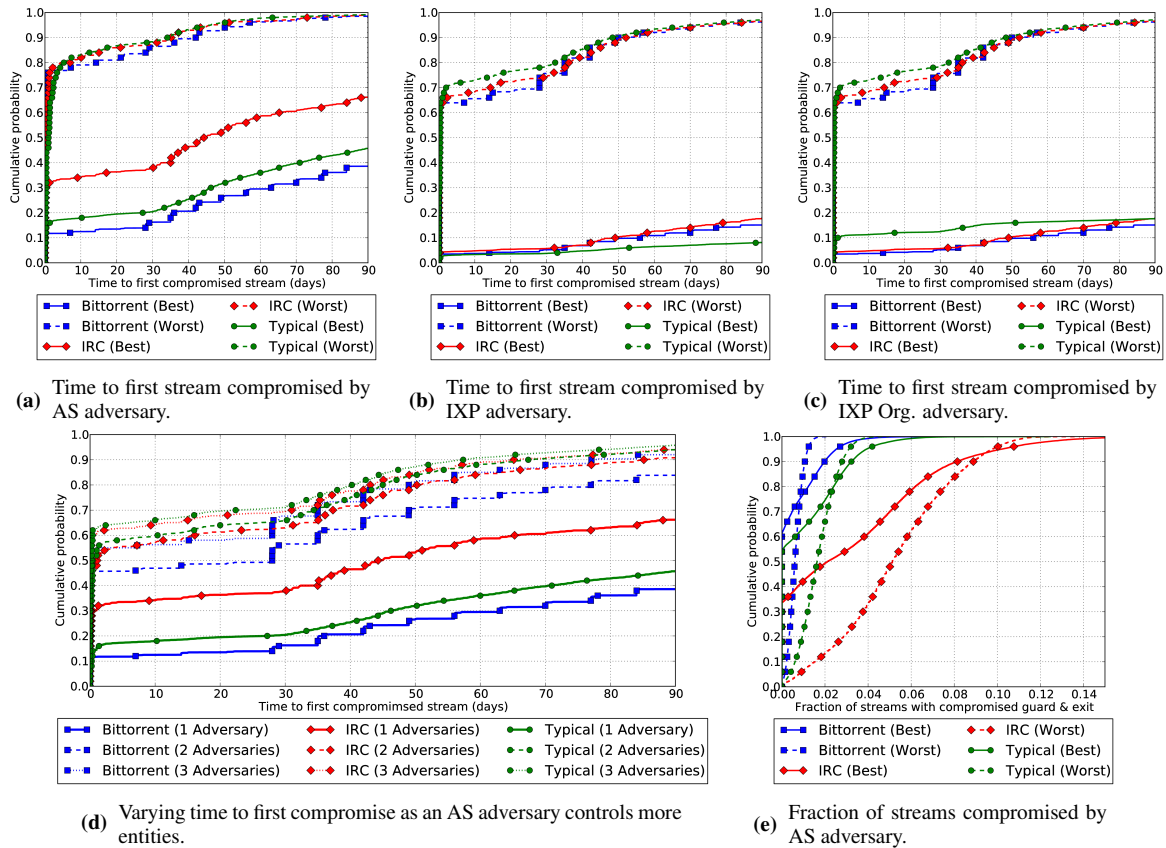 1.0
0.9
0.8
0.7
0.6
0.5
0.4
0.3
0.2
0.1
0.0
Cumulative probability
0 10 20 30 40 50 60 70 80 90
Time to first compromised stream (days)
Bittorrent (Best)
Bittorrent (Worst)
IRC (Best)
IRC (Worst)
Typical (Best)
Typical (Worst)
(a) Time to first stream compromised by
AS adversary.
1.0
0.9
0.8
0.7
0.6
0.5
0.4
0.3
0.2
0.1
0.0
Cumulative probability
0 10 20 30 40 50 60 70 80 90
Time to first compromised stream (days)
Bittorrent (Best)
Bittorrent (Worst)
IRC (Best)
IRC (Worst)
Typical (Best)
Typical (Worst)
(b) Time to first stream compromised by
IXP adversary.
1.0
0.9
0.8
0.7
0.6
0.5
0.4
0.3
0.2
0.1
0.0
Cumulative probability
0 10 20 30 40 50 60 70 80 90
Time to first compromised stream (days)
Bittorrent (Best)
Bittorrent (Worst)
IRC (Best)
IRC (Worst)
Typical (Best)
Typical (Worst)
(c) Time to first stream compromised by
IXP Org. adversary.
1.0
0.9
0.8
0.7
0.6
0.5
0.4
0.3
0.2
0.1
0.0
Cumulative probability
0 10 20 30 40 50 60 70 80 90
Time to first comprommised stream (days)
Bittorrent (1 Adversary)
Bittorrent (2 Adversaries)
Bittorrent (3 Adversaries)
IRC (1 Adversaries)
IRC (2 Adversaries)
IRC (3 Adversaries)
Typical (1 Adversary)
Typical (2 Adversaries)
Typical (3 Adversaries)
(d) Varying time to first compromise as an AS adversary controls more
entities.
1.0
0.9
0.8
0.7
0.6
0.5
0.4
0.3
0.2
0.1
0.0
Cumulative probability
0.00 0.02 0.04 0.06 0.08 0.10 0.12 0.14
Fraction of streams with compromised guard & exit
Bittorrent (Best)
Bittorrent (Worst)
IRC (Best)
IRC (Worst)
Typical (Best)
Typical (Worst)
(e) Fraction of streams compromised by
AS adversary.